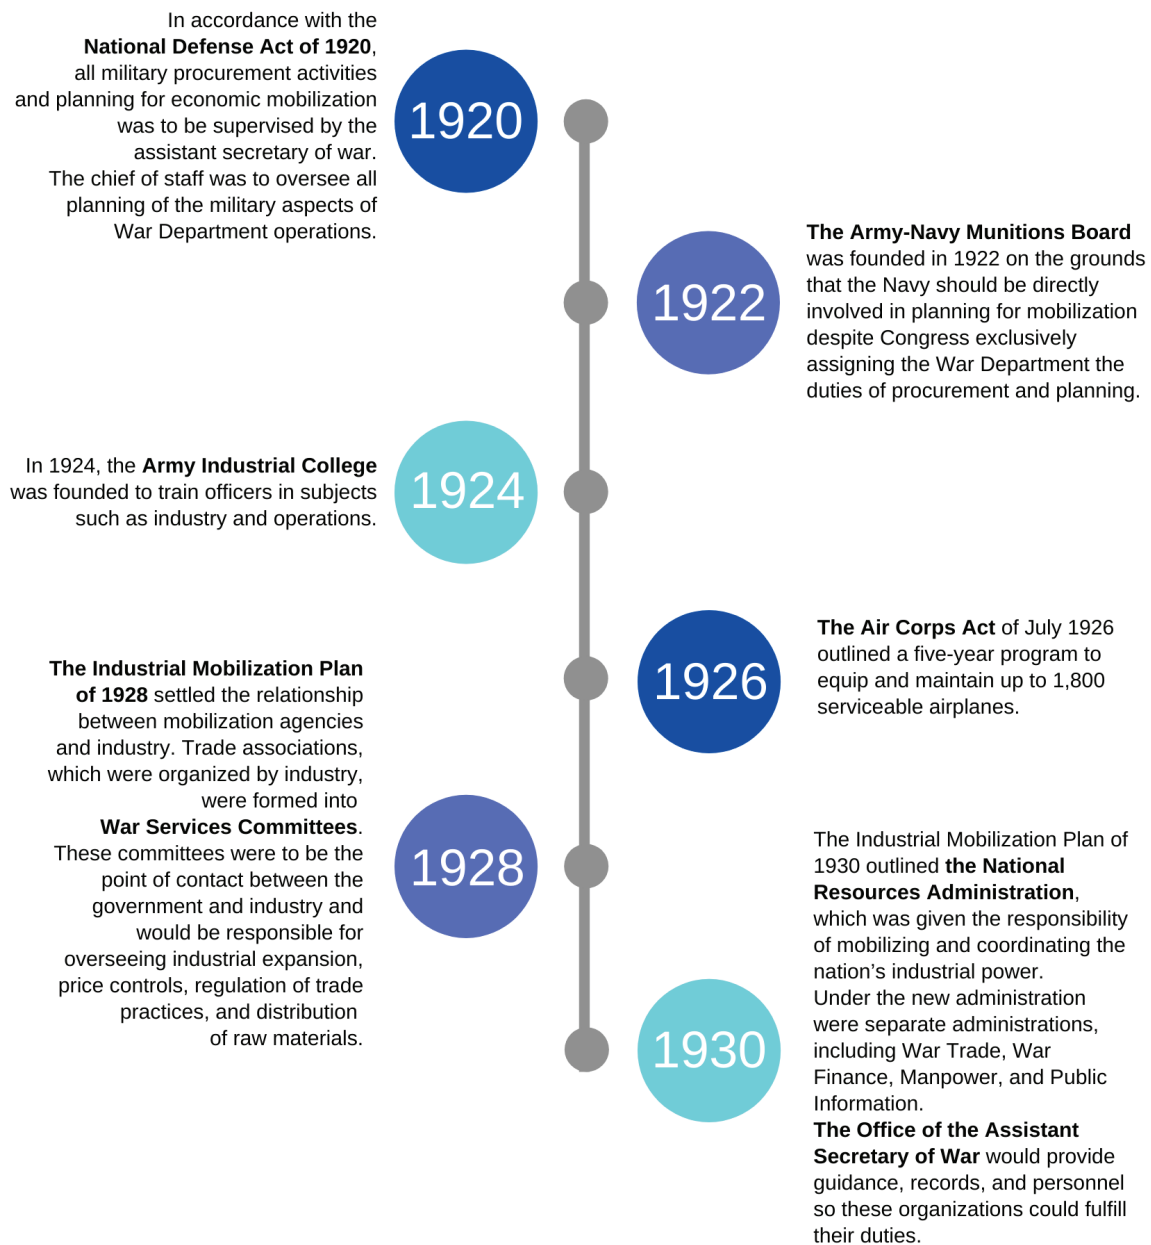 In accordance with the
National Defense Act of 1920,
all military procurement activities
and planning for economic mobilization
was to be supervised by the
assistant secretary of war.
The chief of staff was to oversee all
planning of the military aspects of
War Department operations.
1920
The Army-Navy Munitions Board
was founded in 1922 on the grounds
that the Navy should be directly
involved in planning for mobilization
despite Congress exclusively
assigning the War Department the
duties of procurement and planning.
1922
In 1924, the Army Industrial College
was founded to train officers in subjects
such as industry and operations.
1924
The Air Corps Act of July 1926
outlined a five-year program to
equip and maintain up to 1,800
serviceable airplanes.
1926
The Industrial Mobilization Plan
of 1928 settled the relationship
between mobilization agencies
and industry. Trade associations,
which were organized by industry,
were formed into
War Services Committees.
These committees were to be the
point of contact between the
government and industry and
would be responsible for
overseeing industrial expansion,
price controls, regulation of trade
practices, and distribution
of raw materials.
1928
The Industrial Mobilization Plan of
1930 outlined the National
Resources Administration,
which was given the responsibility
of mobilizing and coordinating the
nation’s industrial power.
Under the new administration
were separate administrations,
including War Trade, War
Finance, Manpower, and Public
Information.
The Office of the Assistant
Secretary of War would provide
guidance, records, and personnel
so these organizations could fulfill
their duties.
1930